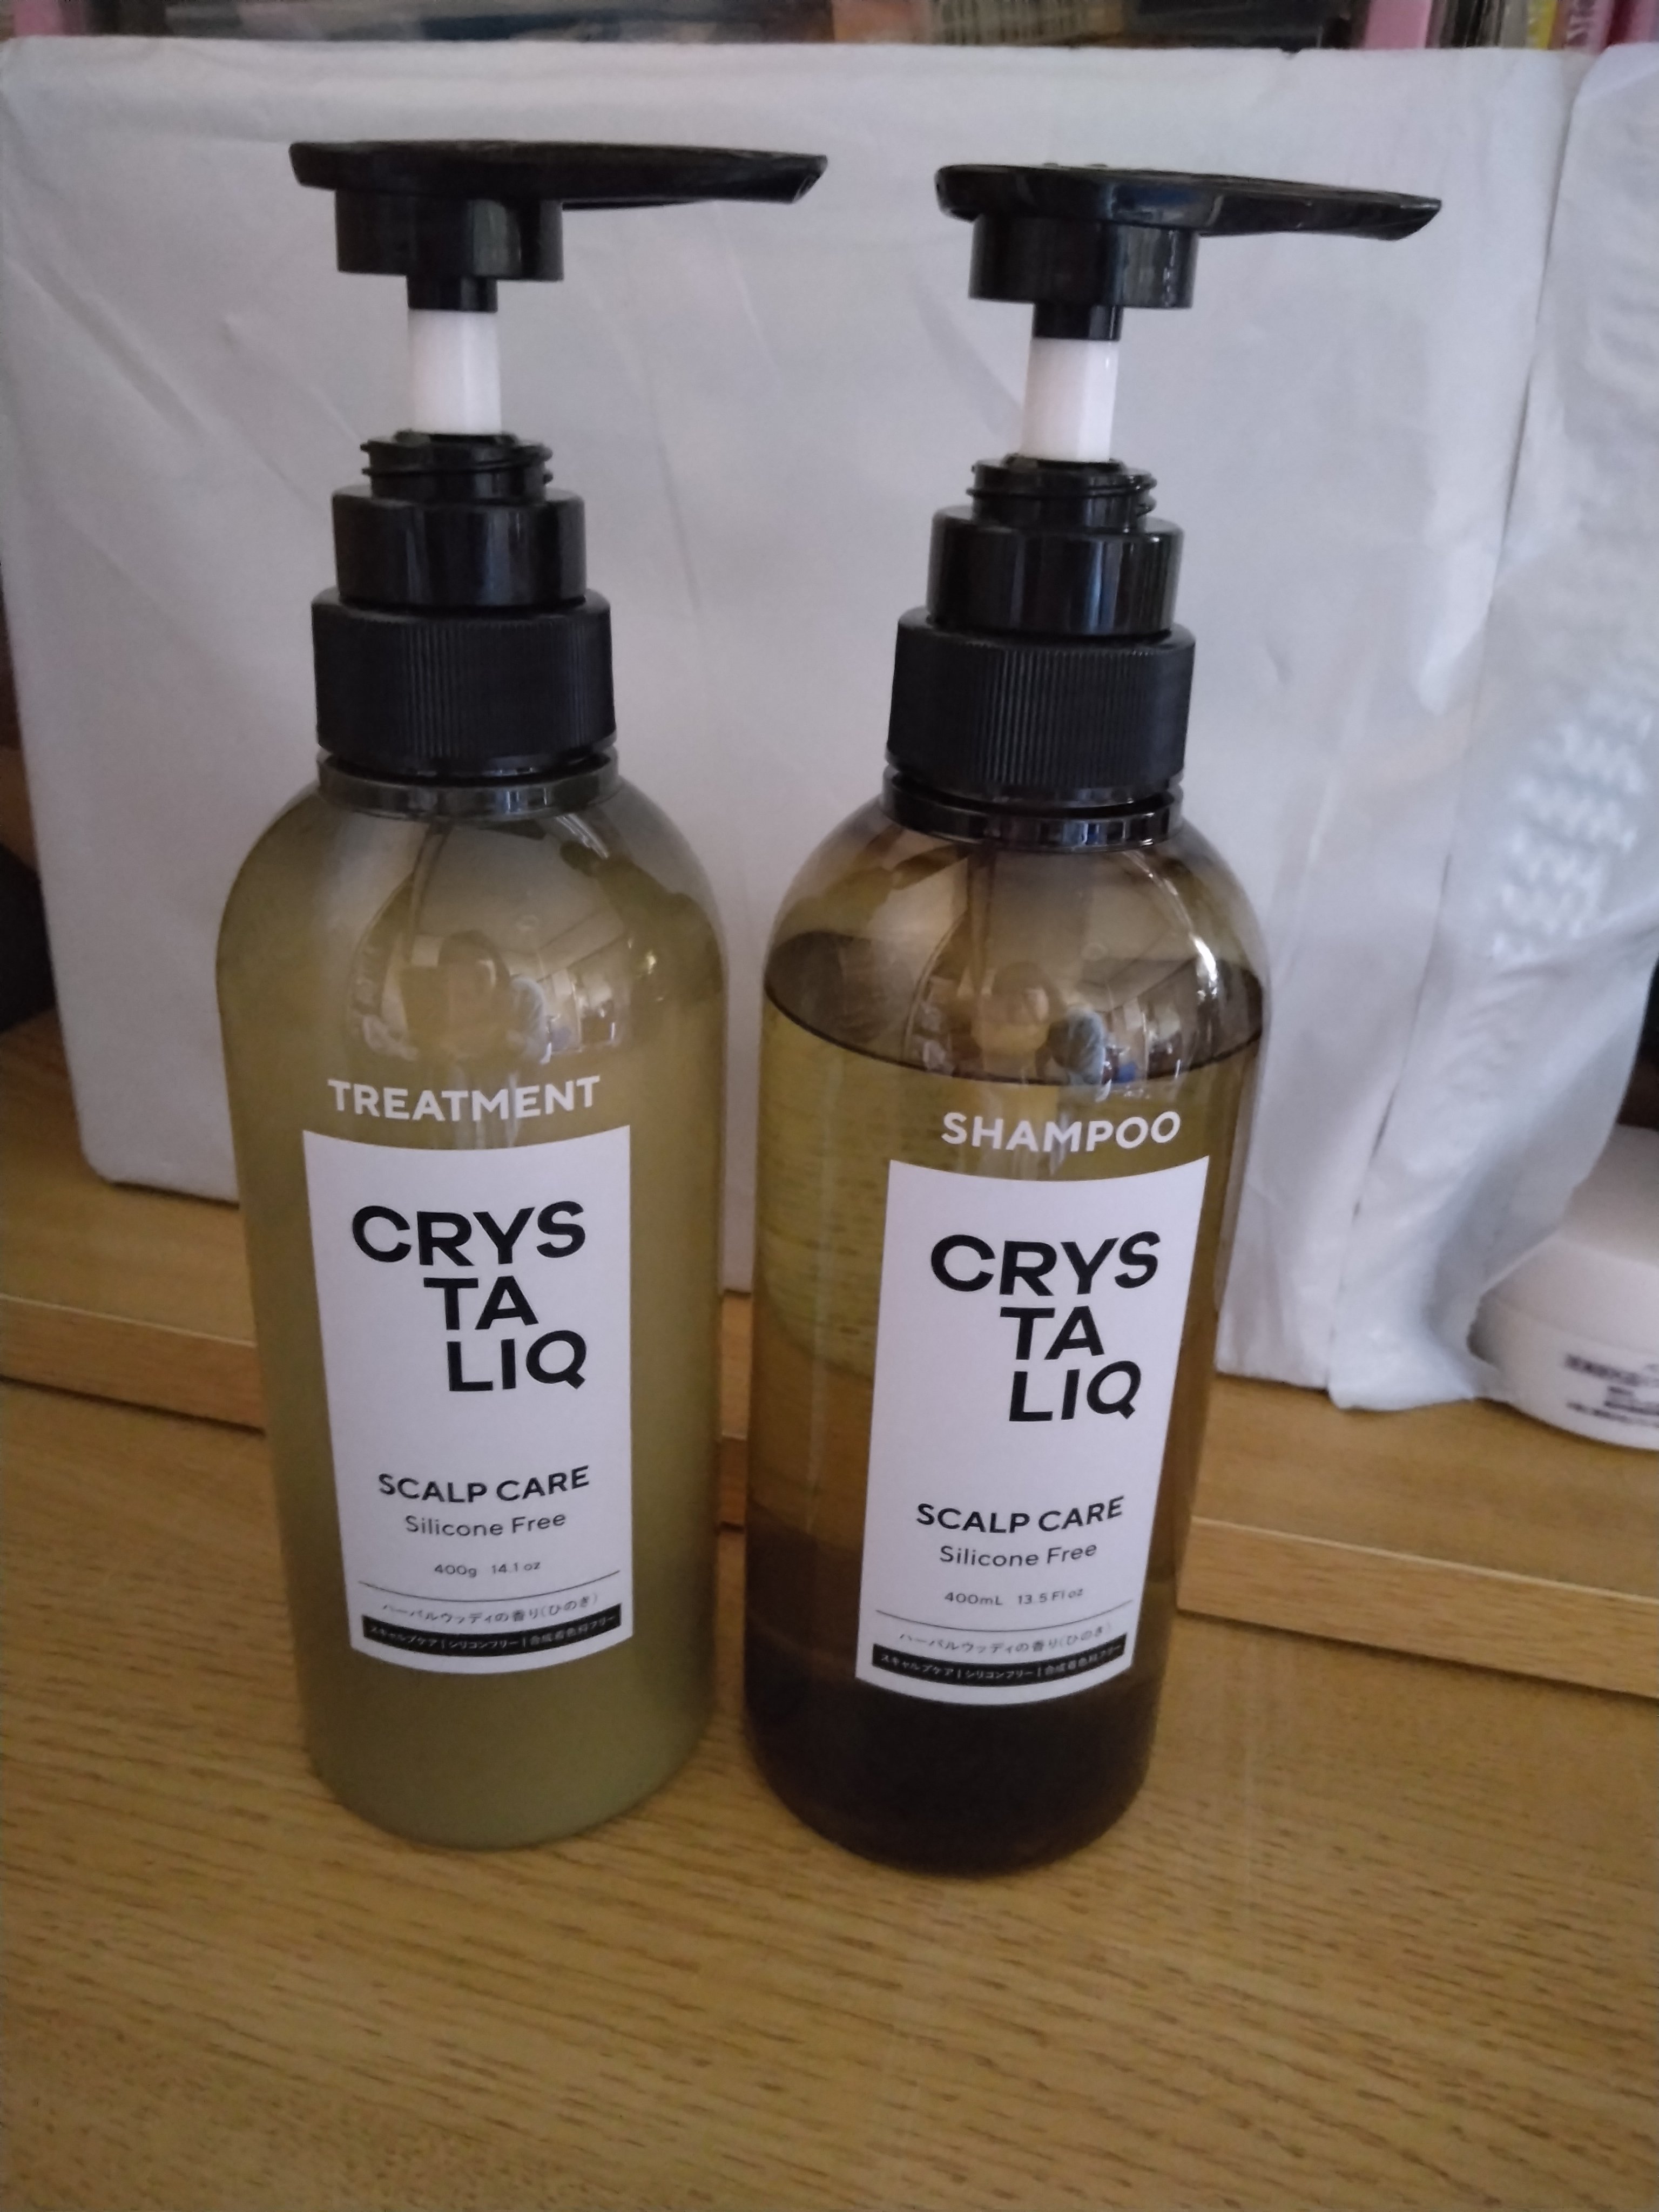 TREATMENT
CRYS
TA
LIQ
SCALP CARE
Silicone Free
400g 14.1 oz
ハーバルウッディの香り(ひのき)
スキャルプケア | シリコンフリー | 合成着色料フリー
SHAMPOO
CRYS
TA
LIQ
SCALP CARE
Silicone Free
400mL 13.5 Fl oz
ハーバルウッディの香り(ひのき)
スキャルプケア | シリコンフリー | 合成着色料フリー